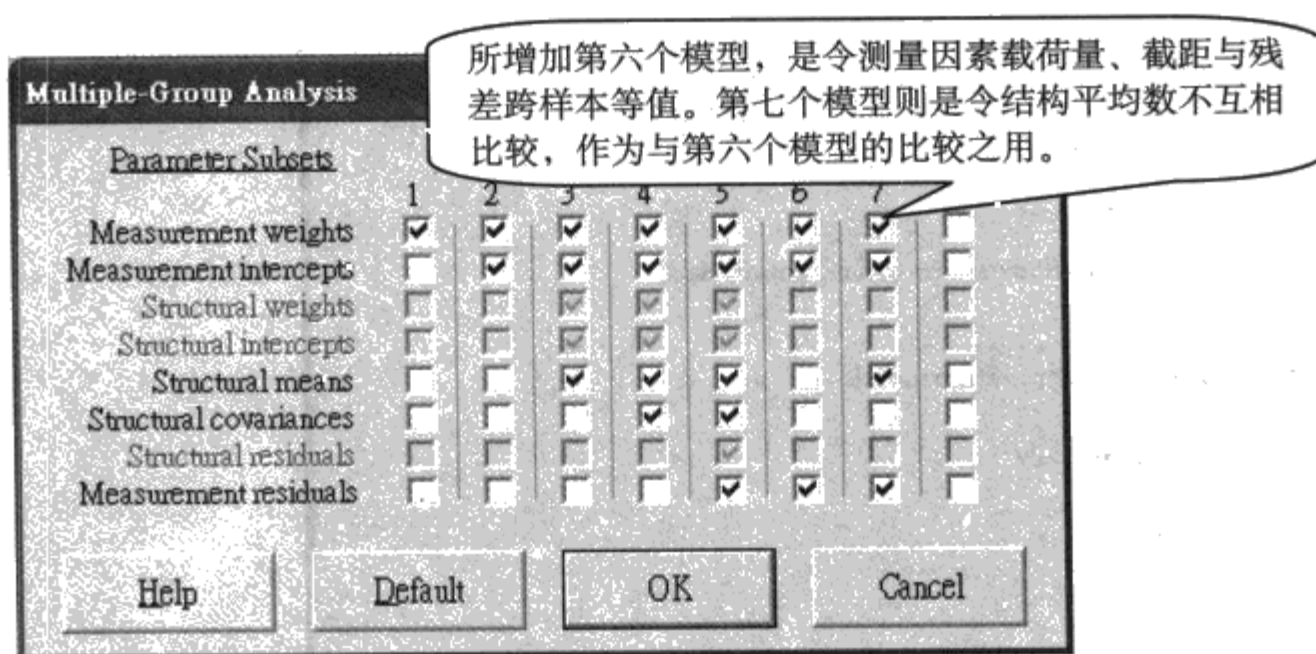 所增加第六个模型，是令测量因素载荷量、截距与残
差跨样本等值。第七个模型则是令结构平均数不互相
比较，作为与第六个模型的比较之用。
Multiple-Group Analysis
Parameter Subsets
1 2 3 4 5 6 7
Measurement weights
Measurement intercepts
Structural weights
Structural intercepts
Structural means
Structural covariances
Structural residuals
Measurement residuals
Help Default OK Cancel